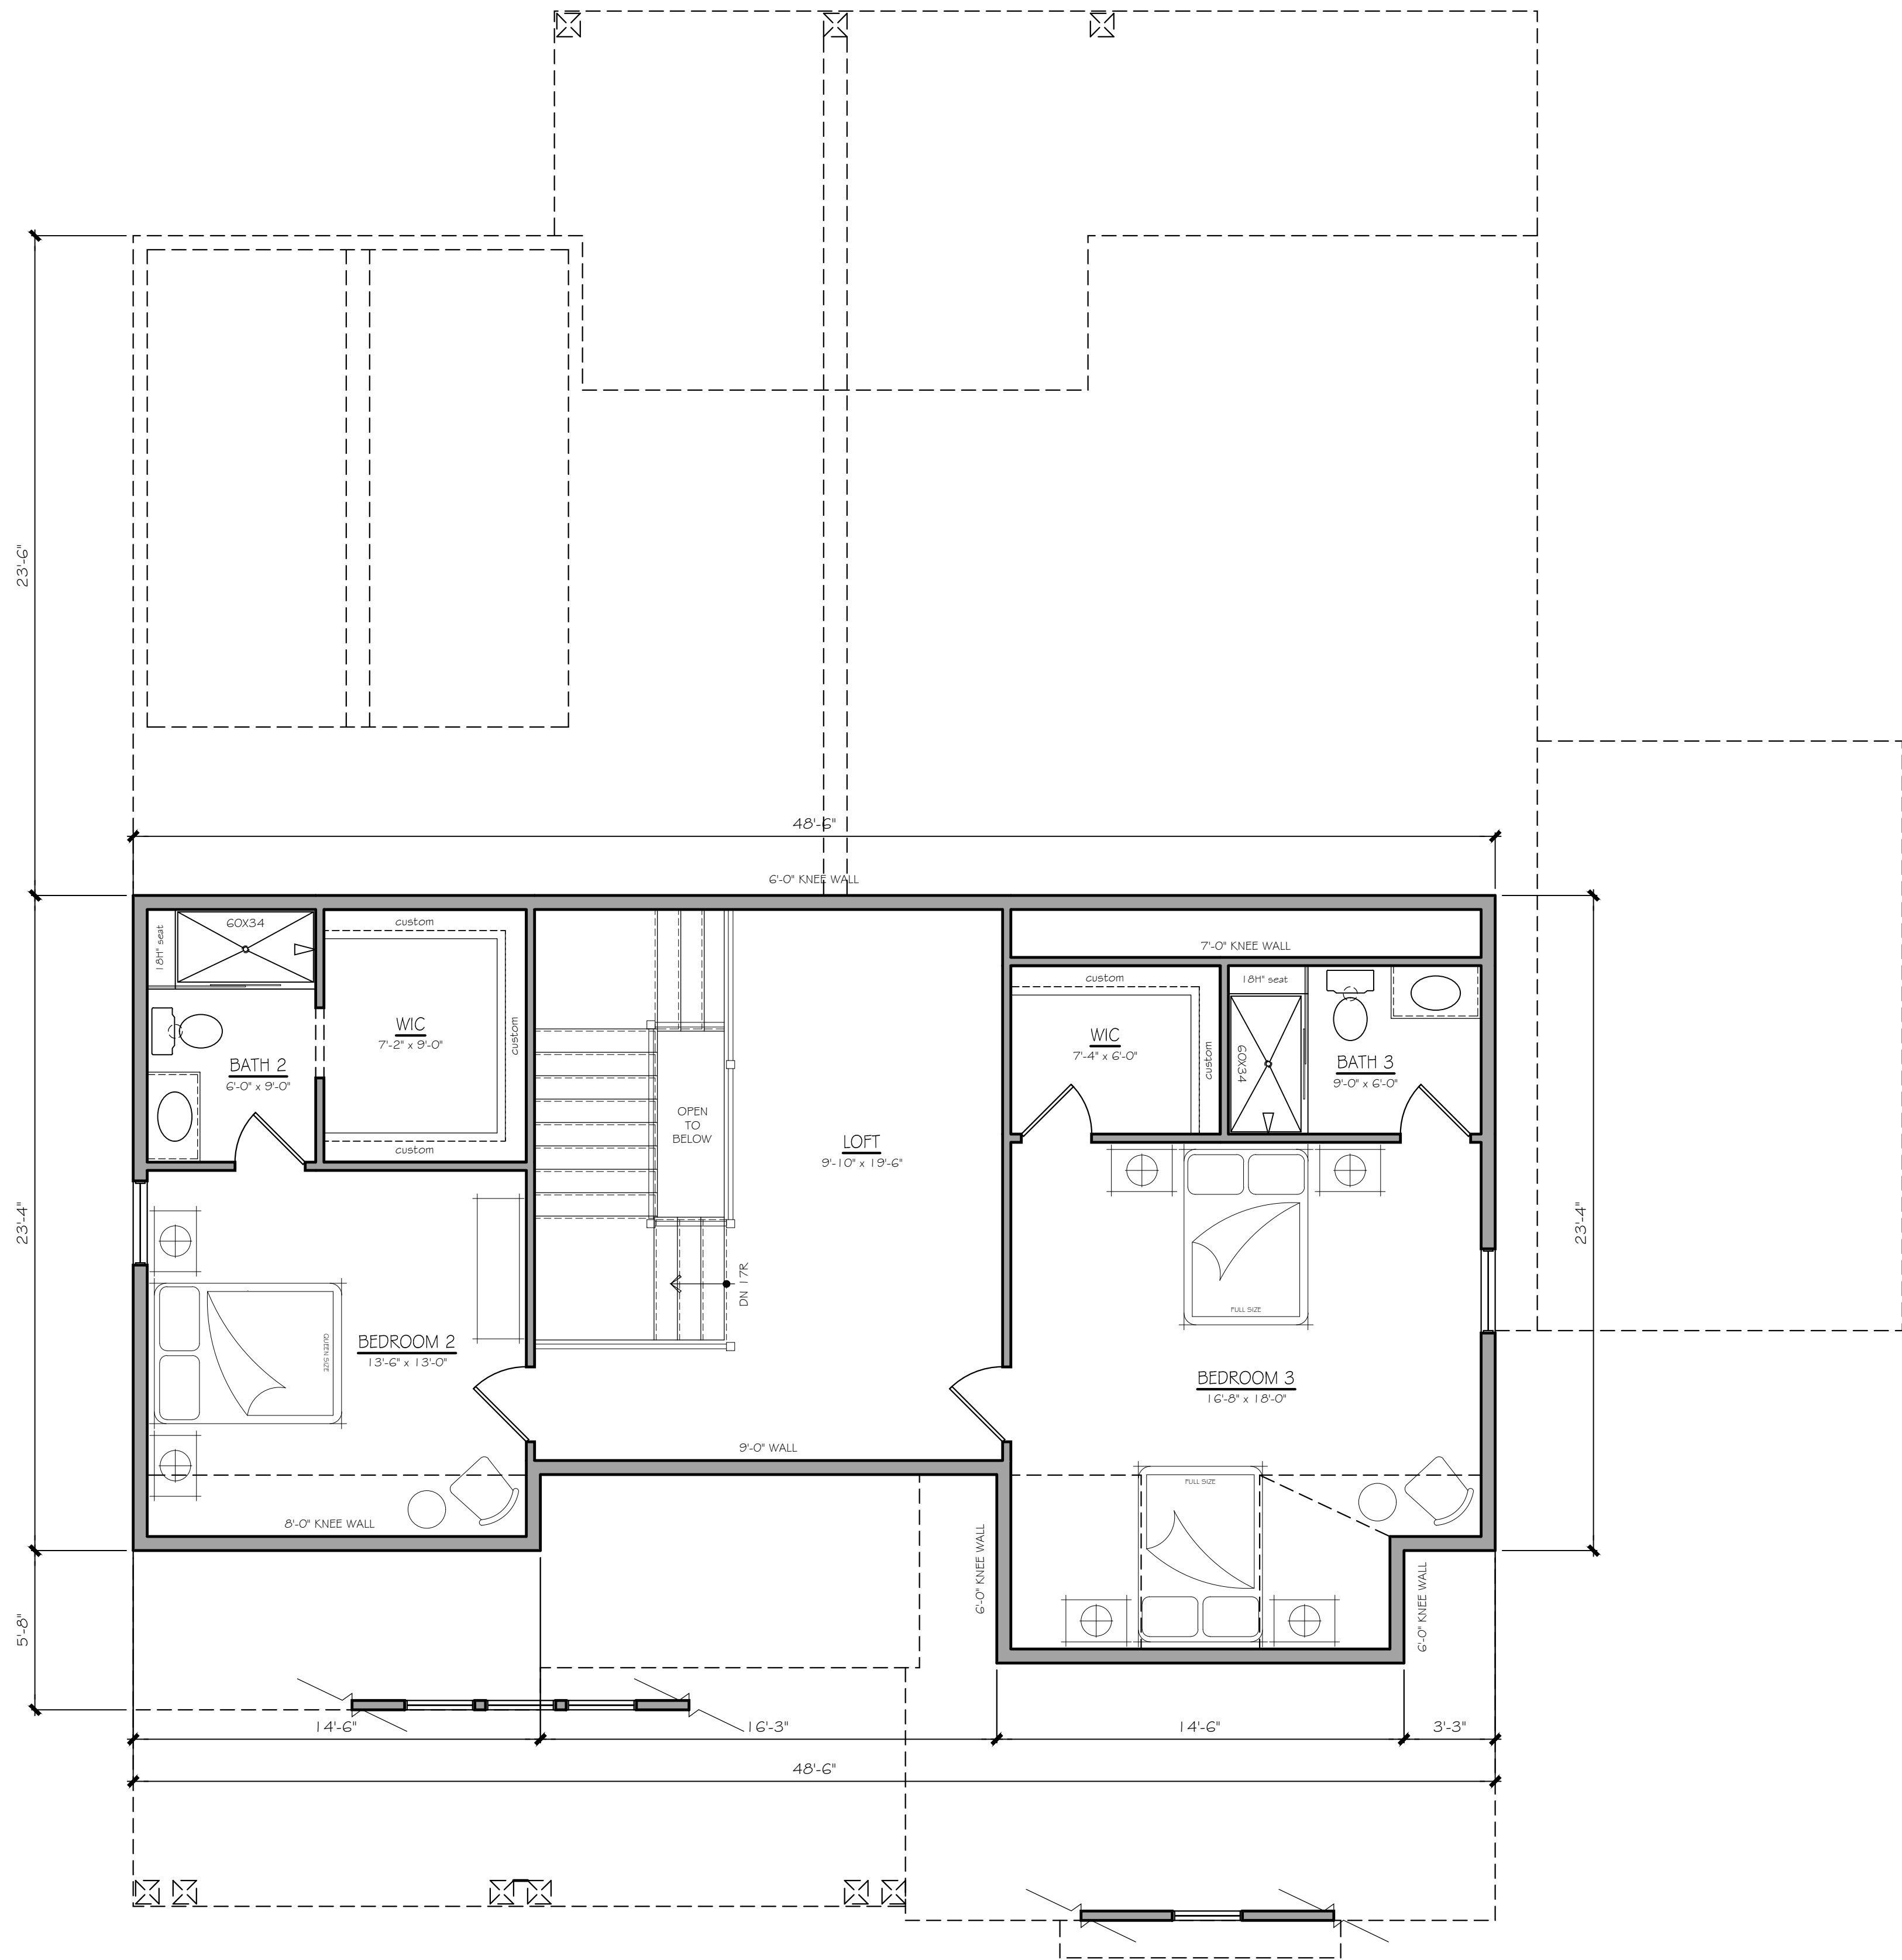 23'-6"
48'-6"
6'-0" KNEE WALL
18H" seat
60X34
custom
custom
custom
WIC
7'-2" x 9'-0"
BATH 2
6'-0" x 9'-0"
7'-0" KNEE WALL
custom
custom
WIC
7'-4" x 6'-0"
18H" seat
60X34
BATH 3
9'-0" x 6'-0"
OPEN
TO
BELOW
LOFT
9'-10" x 19'-6"
DN 17R
23'-4"
23'-4"
QUEEN SIZE
BEDROOM 2
13'-6" x 13'-0"
FULL SIZE
BEDROOM 3
16'-8" x 18'-0"
9'-0" WALL
FULL SIZE
8'-0" KNEE WALL
6'-0" KNEE WALL
6'-0" KNEE WALL
5'-8"
14'-6"
16'-3"
14'-6"
3'-3"
48'-6"